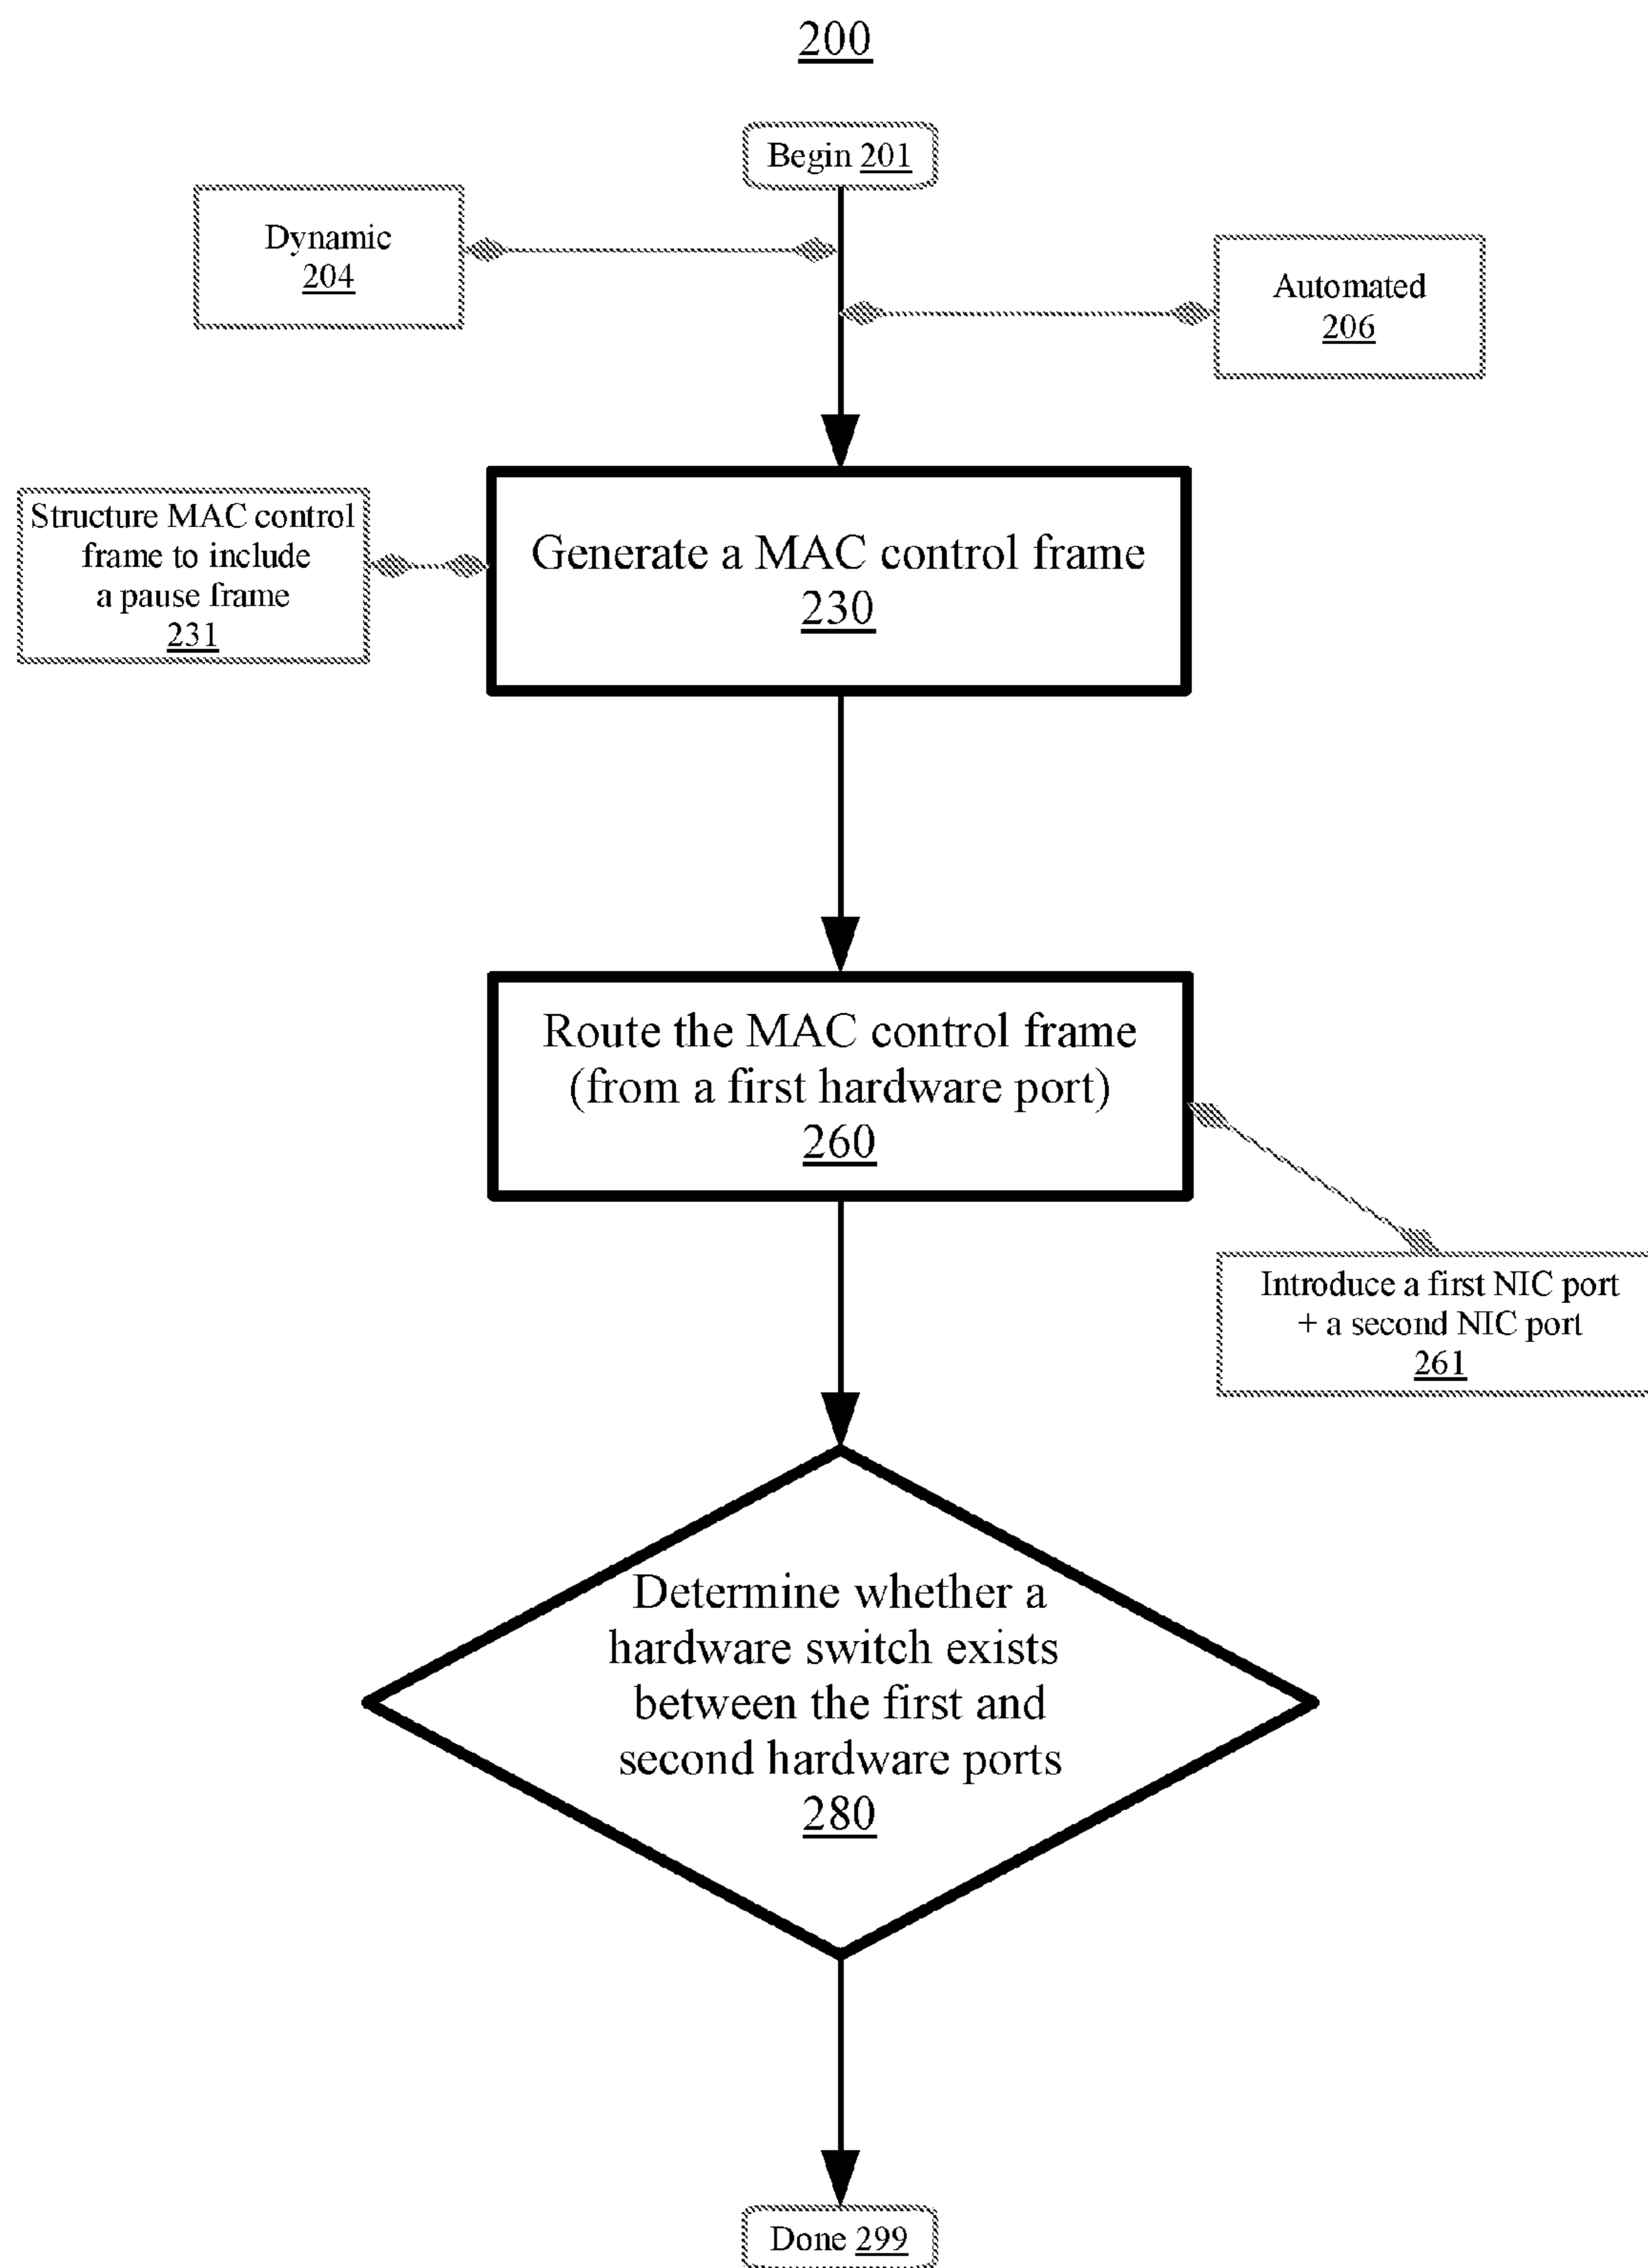 200
Begin 201
Dynamic
204
Automated
206
Structure MAC control
frame to include
a pause frame
231
Generate a MAC control frame
230
Route the MAC control frame
(from a first hardware port)
260
Introduce a first NIC port
+ a second NIC port
261
Determine whether a
hardware switch exists
between the first and
second hardware ports
280
Done 299